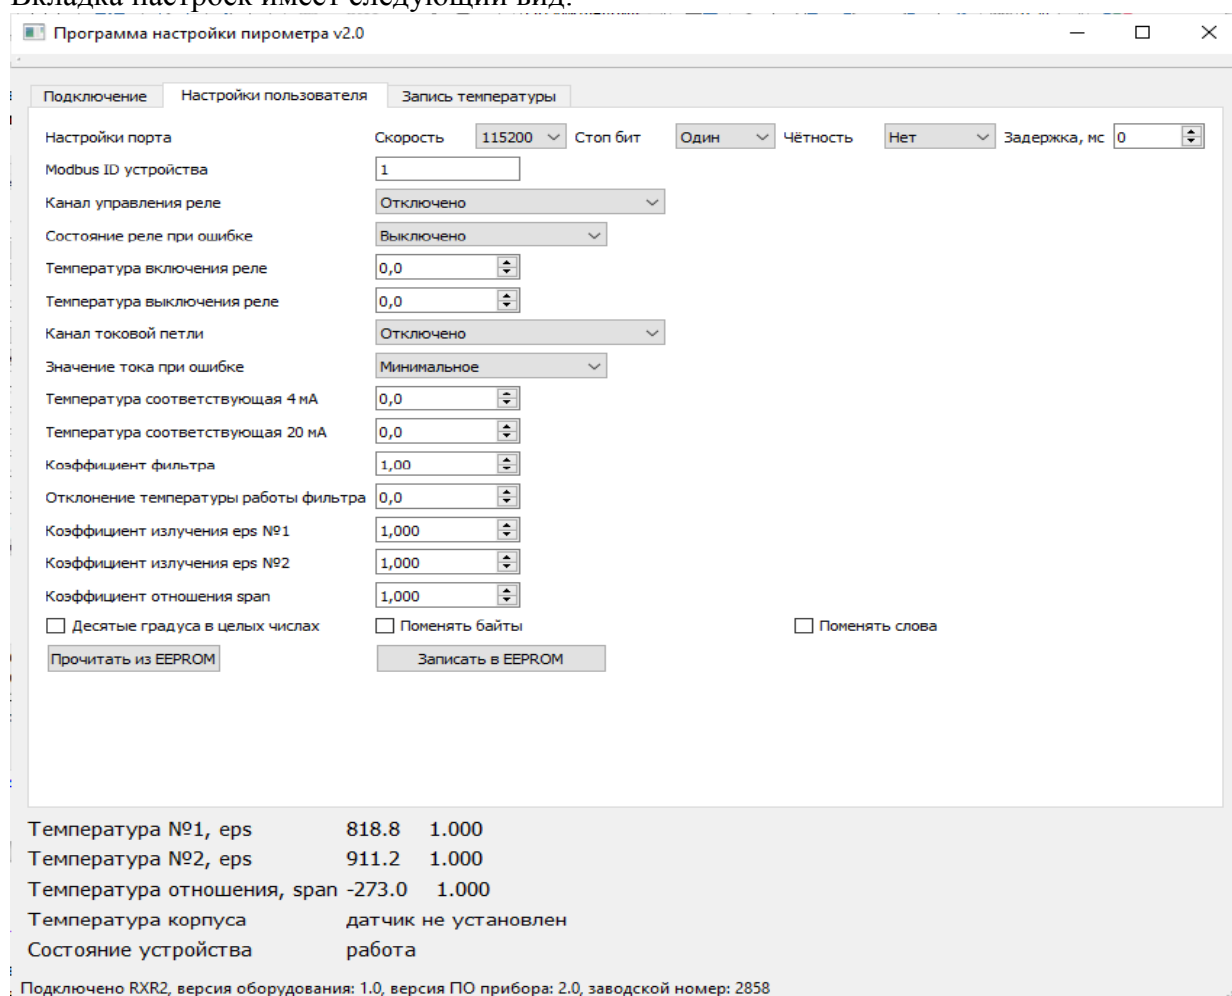 Вкладка настроек имеет следующий вид:
Программа настройки пирометра v2.0
Подключение Настройки пользователя Запись температуры
Настройки порта Скорость 115200 Стоп бит Один Чётность Нет Задержка, мс 0
Modbus ID устройства 1
Канал управления реле Отключено
Состояние реле при ошибке Выключено
Температура включения реле 0,0
Температура выключения реле 0,0
Канал токовой петли Отключено
Значение тока при ошибке Минимальное
Температура соответствующая 4 мА 0,0
Температура соответствующая 20 мА 0,0
Коэффициент фильтра 1,00
Отклонение температуры работы фильтра 0,0
Коэффициент излучения eps №1 1,000
Коэффициент излучения eps №2 1,000
Коэффициент отношения span 1,000
Десятые градуса в целых числах Поменять байты Поменять слова
Прочитать из EEPROM Записать в EEPROM
Температура №1, eps 818.8 1.000
Температура №2, eps 911.2 1.000
Температура отношения, span -273.0 1.000
Температура корпуса датчик не установлен
Состояние устройства работа
Подключено RXR2, версия оборудования: 1.0, версия ПО прибора: 2.0, заводской номер: 2858